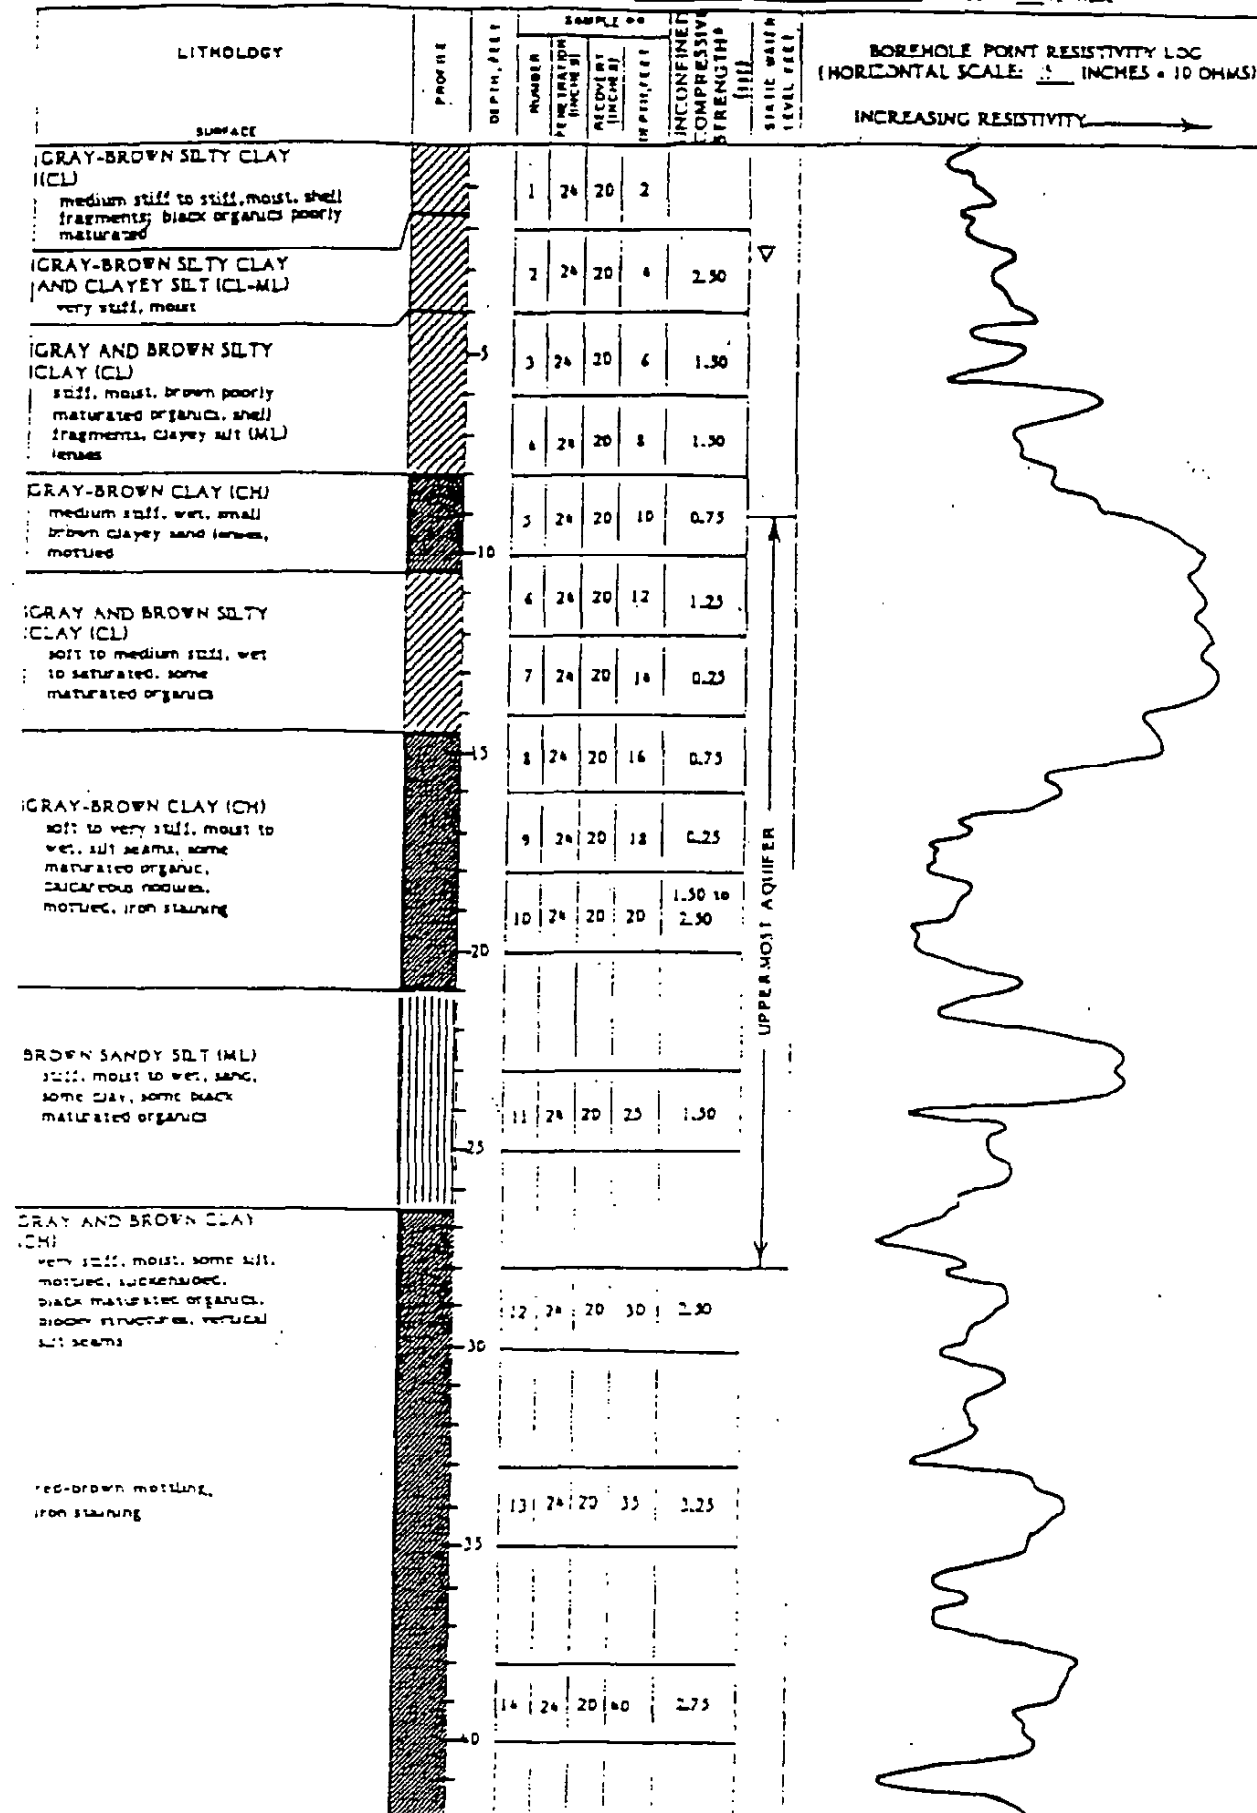 LITHOLOGY
SURFACE
PROFILE
DEPTH, FEET
SAMPLE
NUMBER
PENETRATION (INCHES)
RECOVERY (INCHES)
DEPTH, FEET
UNCONFINED
COMPRESSIVE
STRENGTH
STATIC WATER
LEVEL FEET
BOREHOLE POINT RESISTIVITY LOG
(HORIZONTAL SCALE: .5 INCHES = 10 OHMS)
INCREASING RESISTIVITY
GRAY-BROWN SILTY CLAY
(CL)
medium stiff to stiff, moist, shell
fragments; black organics poorly
maturated
GRAY-BROWN SILTY CLAY
AND CLAYEY SILT (CL-ML)
very stiff, moist
GRAY AND BROWN SILTY
CLAY (CL)
stiff, moist, brown poorly
maturated organics, shell
fragments, clayey silt (ML)
lenses
GRAY-BROWN CLAY (CH)
medium stiff, wet, small
brown clayey sand lenses,
mottled
GRAY AND BROWN SILTY
CLAY (CL)
soft to medium stiff, wet
to saturated, some
maturated organics
GRAY-BROWN CLAY (CH)
soft to very stiff, moist to
wet, silt seams, some
maturated organic,
calcareous nodules,
mottled, iron staining
BROWN SANDY SILT (ML)
stiff, moist to wet, sand,
some clay, some black
maturated organics
GRAY AND BROWN CLAY
(CH)
very stiff, moist, some silt,
mottled, slickensided,
black maturated organics,
blocky structures, vertical
silt seams
red-brown mottling,
iron staining
5
10
15
20
25
30
35
40
1 24 20 2
2 24 20 4 2.50
3 24 20 6 1.50
4 24 20 8 1.50
5 24 20 10 0.75
6 24 20 12 1.25
7 24 20 14 0.25
8 24 20 16 0.75
9 24 20 18 0.25
10 24 20 20 1.50 to
2.50
11 24 20 25 1.50
12 24 20 30 2.50
13 24 20 35 3.25
14 24 20 40 2.75
UPPERMOST AQUIFER